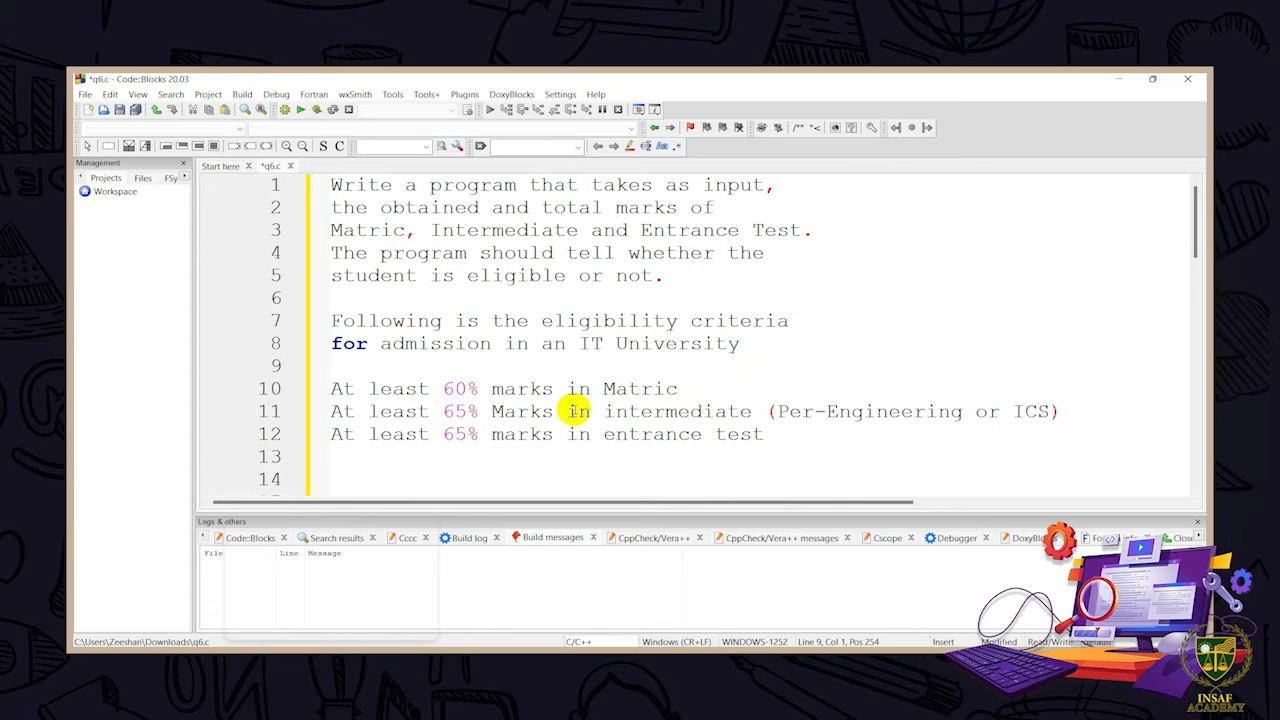 *q6.c - Code::Blocks 20.03
File Edit View Search Project Build Debug Fortran wxSmith Tools Tools+ Plugins DoxyBlocks Settings Help
S C
Management
Projects Files FSy
Workspace
Start here *q6.c
1 Write a program that takes as input,
2 the obtained and total marks of
3 Matric, Intermediate and Entrance Test.
4 The program should tell whether the
5 student is eligible or not.
6
7 Following is the eligibility criteria
8 for admission in an IT University
9
10 At least 60% marks in Matric
11 At least 65% Marks in intermediate (Per-Engineering or ICS)
12 At least 65% marks in entrance test
13
14
Logs & others
Code::Blocks Search results Cccc Build log Build messages CppCheck/Vera++ CppCheck/Vera++ messages Cscope Debugger
File Line Message
C:\Users\Zeeshan\Downloads\q6.c C/C++ Windows (CR+LF) WINDOWS-1252 Line 9, Col 1, Pos 254 Insert Modified Read/Write
INSAF
ACADEMY